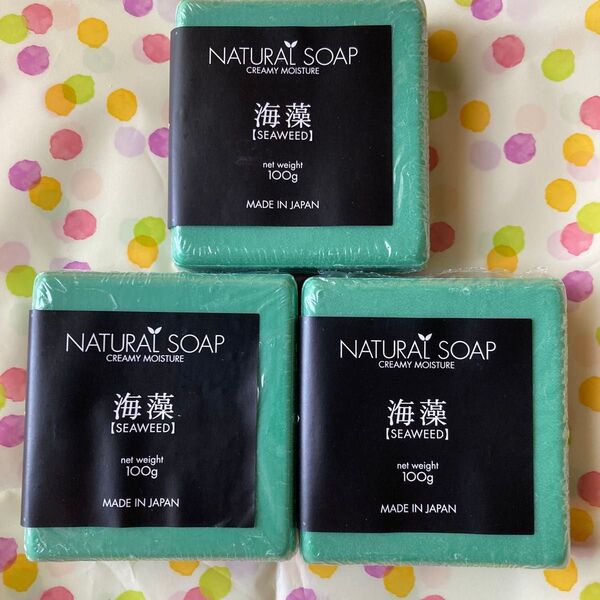 NATURAL SOAP
CREAMY MOISTURE
海藻
【SEAWEED】
net weight
100g
MADE IN JAPAN
NATURAL SOAP
CREAMY MOISTURE
海藻
【SEAWEED】
net weight
100g
MADE IN JAPAN
NATURAL SOAP
CREAMY MOISTURE
海藻
【SEAWEED】
net weight
100g
MADE IN JAPAN